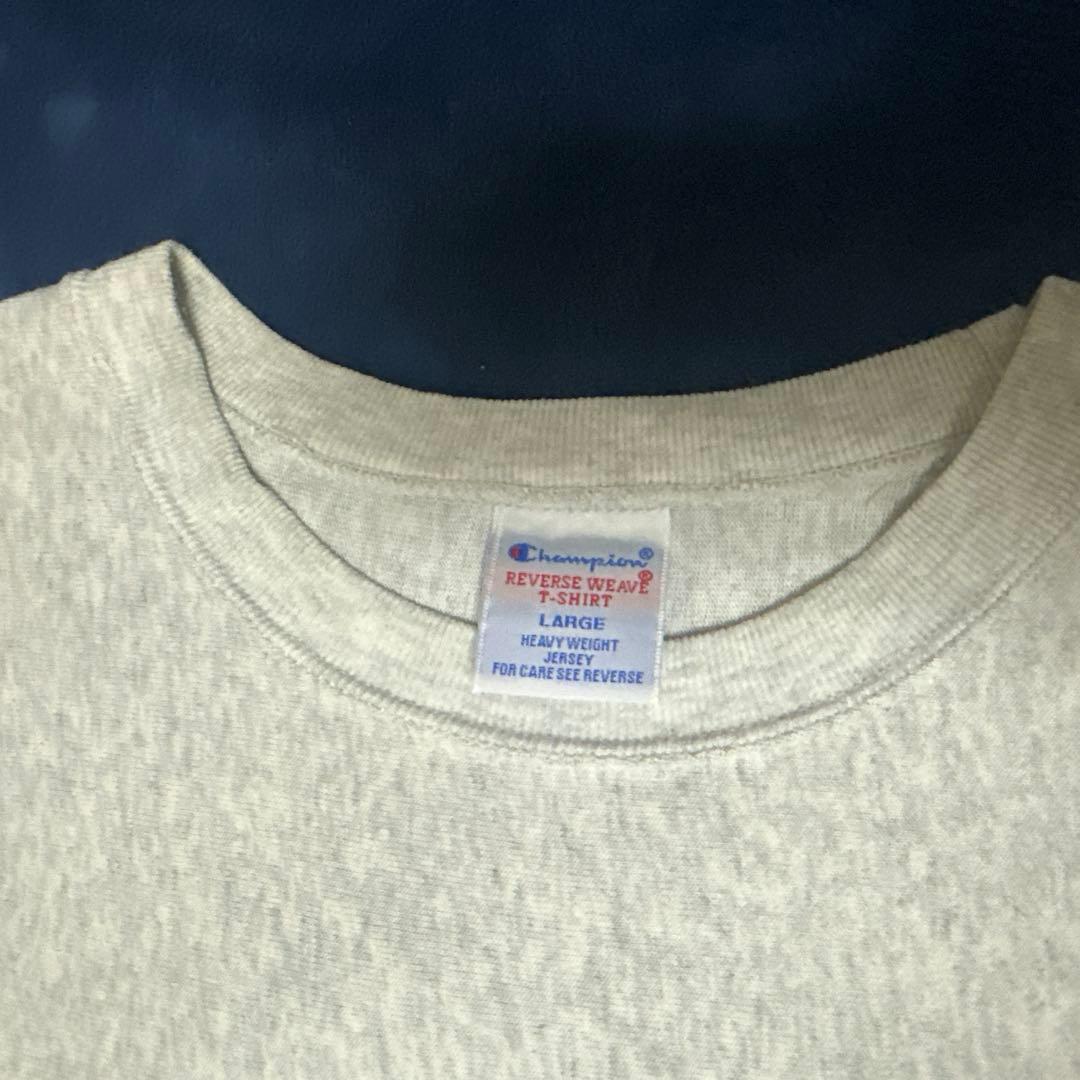 Champion®
REVERSE WEAVE®
T-SHIRT
LARGE
HEAVY WEIGHT
JERSEY
FOR CARE SEE REVERSE